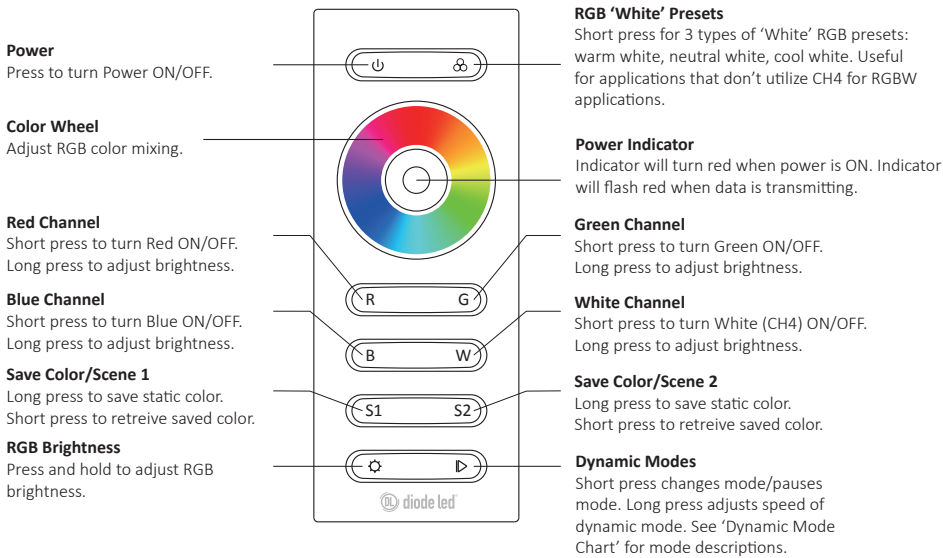 Power
Press to turn Power ON/OFF.
Color Wheel
Adjust RGB color mixing.
Red Channel
Short press to turn Red ON/OFF.
Long press to adjust brightness.
Blue Channel
Short press to turn Blue ON/OFF.
Long press to adjust brightness.
Save Color/Scene 1
Long press to save static color.
Short press to retreive saved color.
RGB Brightness
Press and hold to adjust RGB
brightness.
R G
B W
S1 S2
DL diode led
RGB ‘White’ Presets
Short press for 3 types of ‘White’ RGB presets:
warm white, neutral white, cool white. Useful
for applications that don’t utilize CH4 for RGBW
applications.
Power Indicator
Indicator will turn red when power is ON. Indicator
will flash red when data is transmitting.
Green Channel
Short press to turn Green ON/OFF.
Long press to adjust brightness.
White Channel
Short press to turn White (CH4) ON/OFF.
Long press to adjust brightness.
Save Color/Scene 2
Long press to save static color.
Short press to retreive saved color.
Dynamic Modes
Short press changes mode/pauses
mode. Long press adjusts speed of
dynamic mode. See ‘Dynamic Mode
Chart’ for mode descriptions.